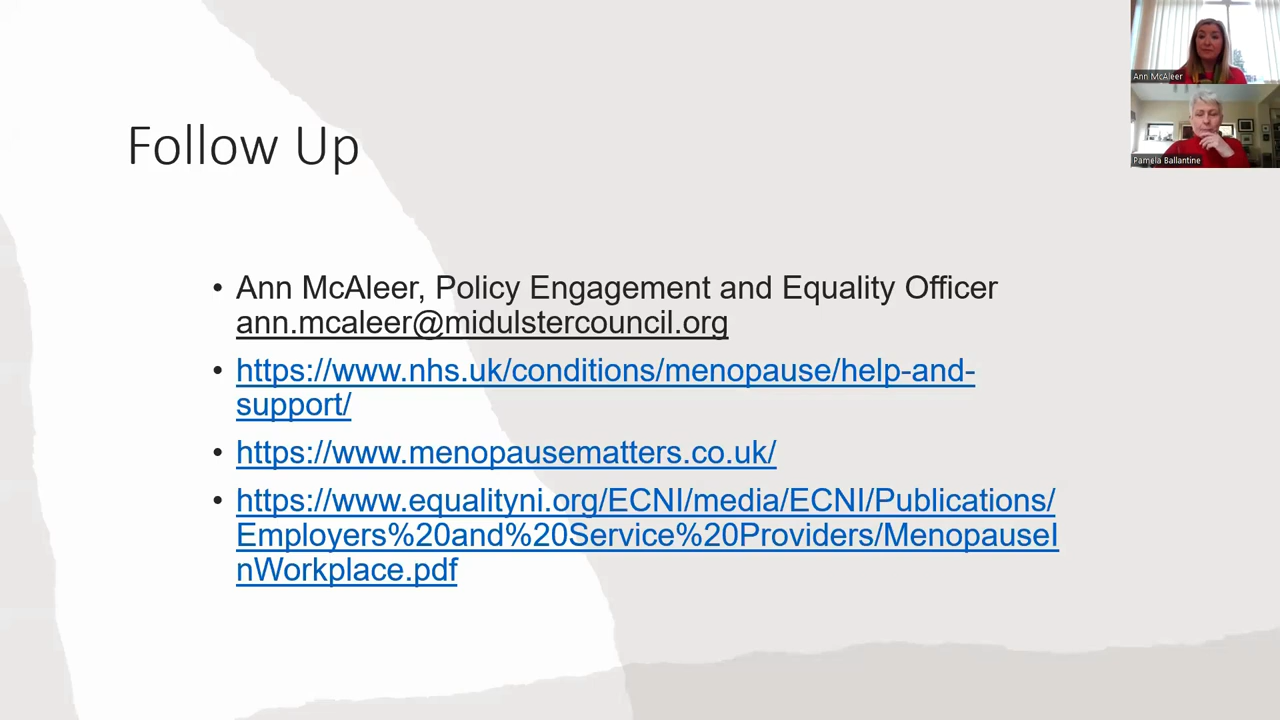 Follow Up
Ann McAleer
Pamela Ballantine
• Ann McAleer, Policy Engagement and Equality Officer
ann.mcaleer@midulstercouncil.org
• https://www.nhs.uk/conditions/menopause/help-and-
support/
• https://www.menopausematters.co.uk/
• https://www.equalityni.org/ECNI/media/ECNI/Publications/
Employers%20and%20Service%20Providers/MenopauseI
nWorkplace.pdf